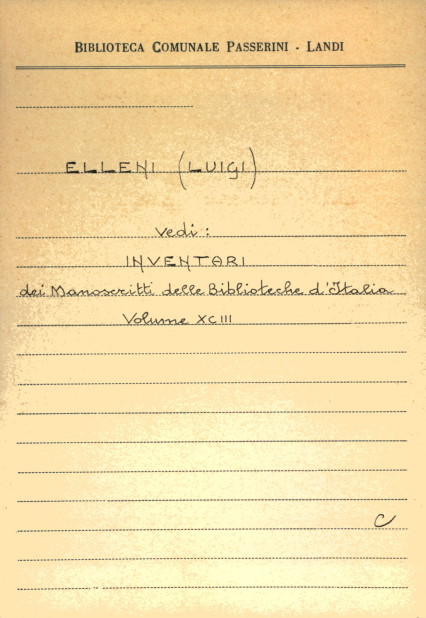 BIBLIOTECA COMUNALE PASSERINI - LANDI
ELLENI (LUIGI)
Vedi :
INVENTARI
dei Manoscritti delle Biblioteche d'Italia
Volume XCIII
C